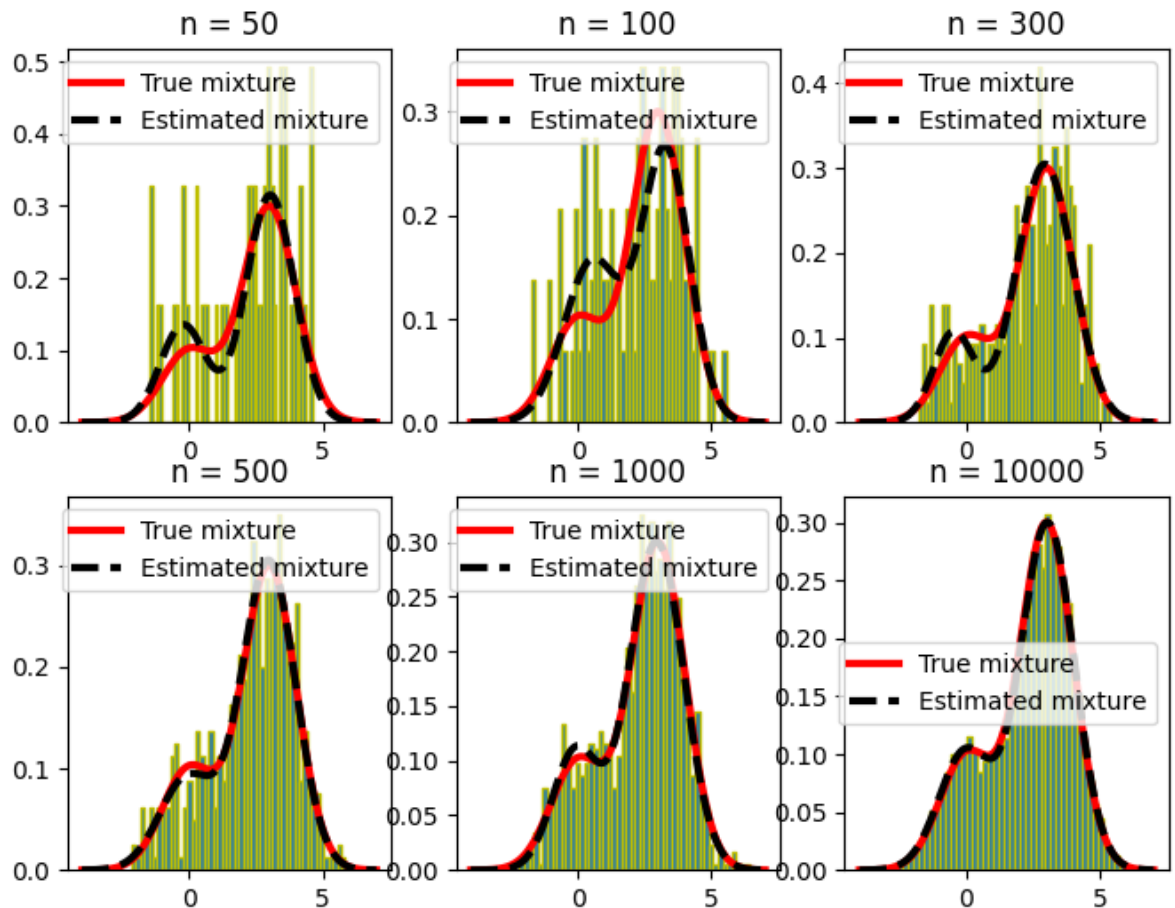 n = 50
n = 100
n = 300
0.5
0.4
0.3
0.2
0.1
0.0
True mixture
Estimated mixture
0
5
0.3
0.2
0.1
0.0
True mixture
Estimated mixture
0
5
0.4
0.3
0.2
0.1
0.0
True mixture
Estimated mixture
0
5
n = 500
n = 1000
n = 10000
0.3
0.2
0.1
0.0
True mixture
Estimated mixture
0
5
0.30
0.25
0.20
0.15
0.10
0.05
0.00
True mixture
Estimated mixture
0
5
0.30
0.25
0.20
0.15
0.10
0.05
0.00
True mixture
Estimated mixture
0
5